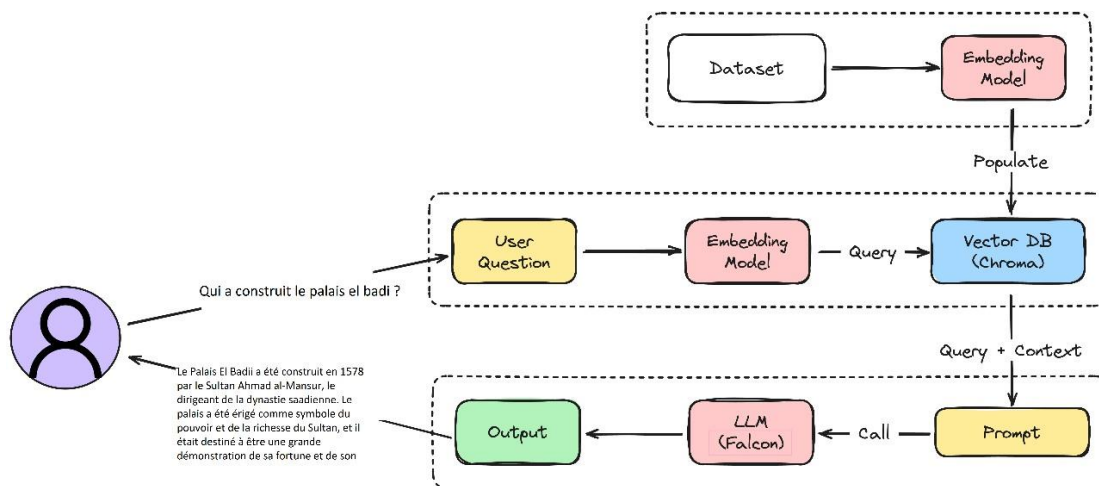 Dataset
Embedding
Model
Populate
User
Question
Embedding
Model
Query
Vector DB
(Chroma)
Qui a construit le palais el badi ?
Query + Context
Le Palais El Badii a été construit en 1578
par le Sultan Ahmad al-Mansur, le
dirigeant de la dynastie saadienne. Le
palais a été érigé comme symbole du
pouvoir et de la richesse du Sultan, et il
était destiné à être une grande
démonstration de sa fortune et de son
Output
LLM
(Falcon)
Call
Prompt